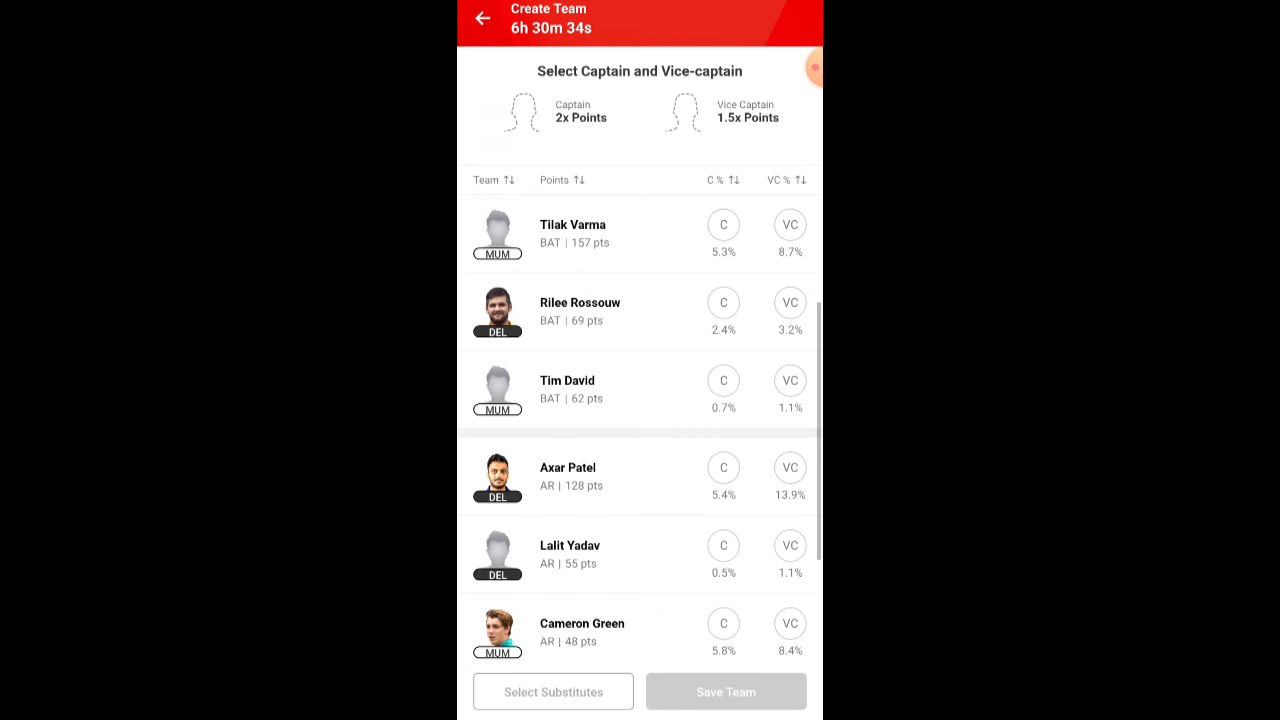 Create Team
6h 30m 34s
Select Captain and Vice-captain
Captain
2x Points
Vice Captain
1.5x Points
Team ↑↓ Points ↑↓ C % ↑↓ VC % ↑↓
Tilak Varma
BAT | 157 pts
MUM
C
5.3%
VC
8.7%
Rilee Rossouw
BAT | 69 pts
DEL
C
2.4%
VC
3.2%
Tim David
BAT | 62 pts
MUM
C
0.7%
VC
1.1%
Axar Patel
AR | 128 pts
DEL
C
5.4%
VC
13.9%
Lalit Yadav
AR | 55 pts
DEL
C
0.5%
VC
1.1%
Cameron Green
AR | 48 pts
MUM
C
5.8%
VC
8.4%
Select Substitutes
Save Team